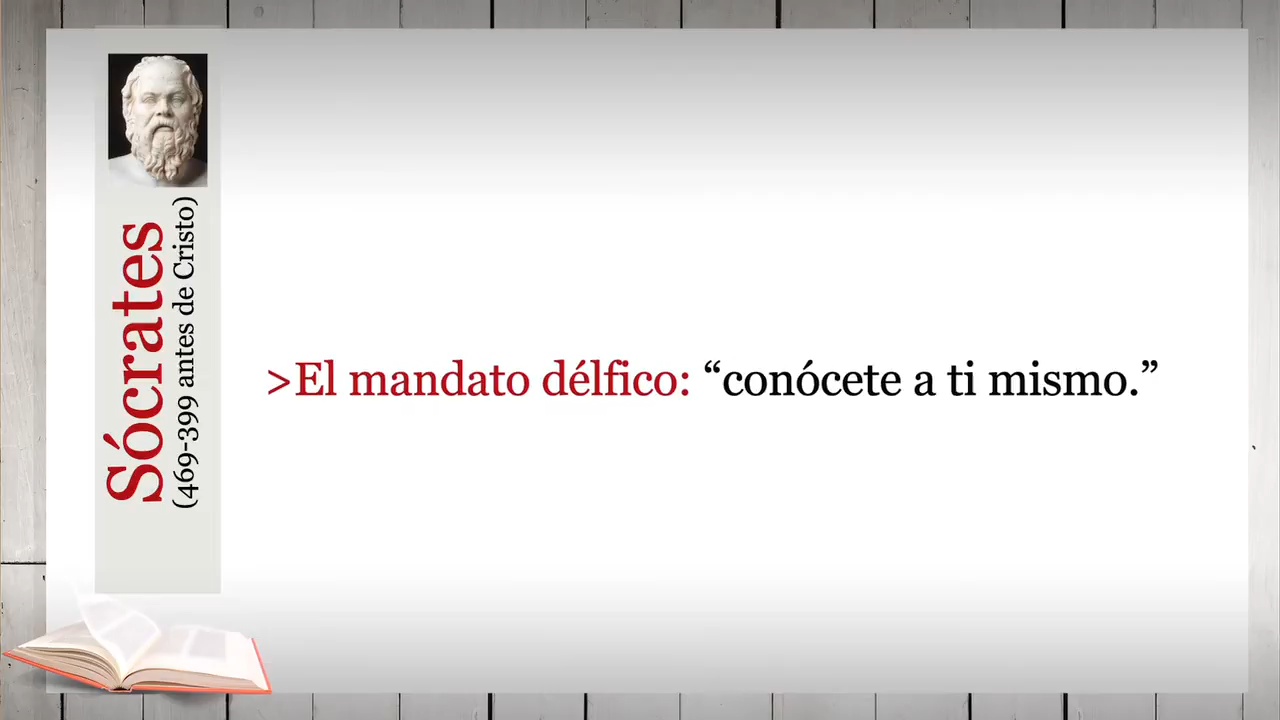 Sócrates
(469-399 antes de Cristo)
>El mandato délfico: “conócete a ti mismo.”